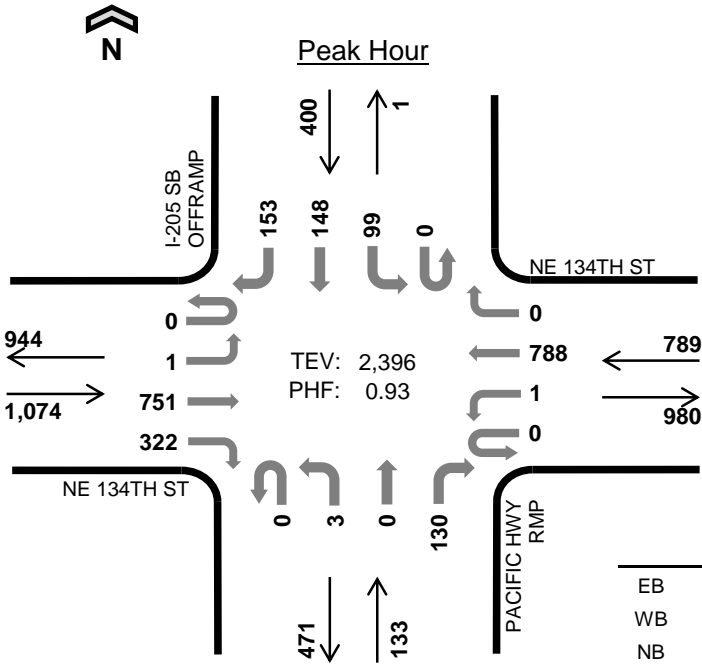 N
Peak Hour
400
1
I-205 SB
OFFRAMP
153
148
99
0
NE 134TH ST
0
0
944
1
TEV: 2,396
788
789
PHF: 0.93
1,074
751
1
980
322
0
NE 134TH ST
0
3
0
130
PACIFIC HWY
RMP
471
133
EB
WB
NB